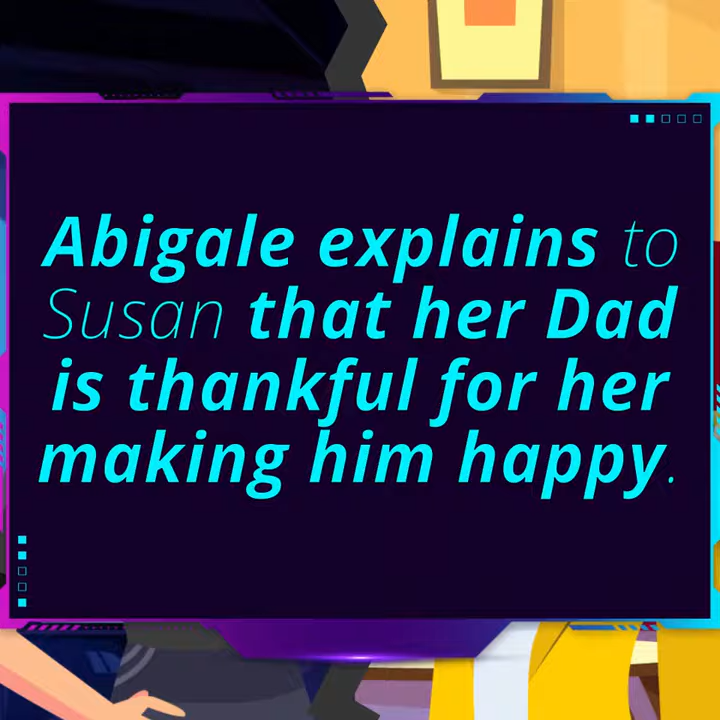 Abigale explains to
Susan that her Dad
is thankful for her
making him happy.